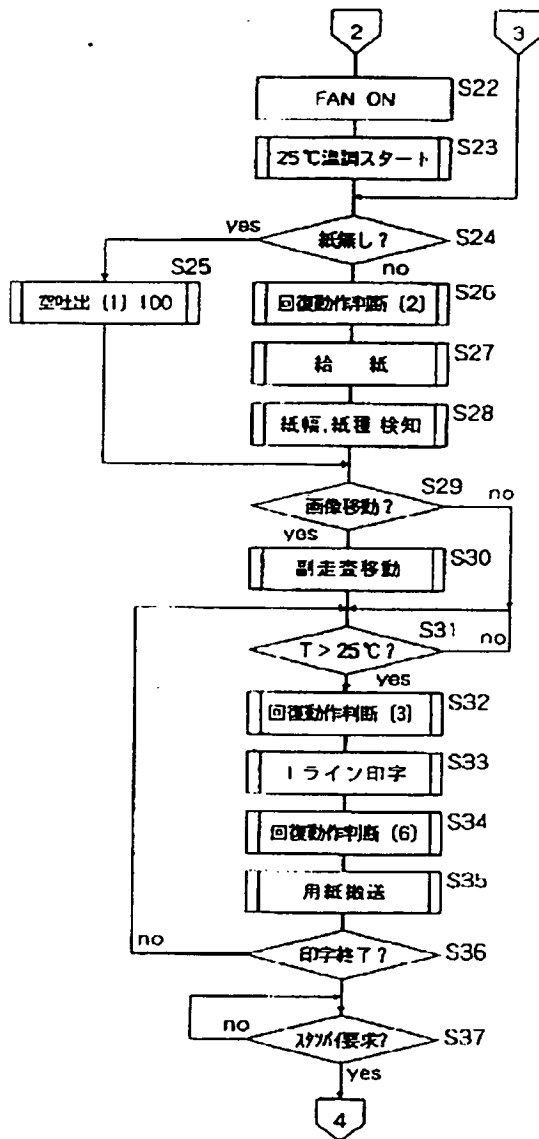 2
3
FAN ON
S22
25℃温調スタート
S23
紙無し?
S24
yes
no
S25
空吐出 (1) 100
回復動作判断 (2)
S26
給 紙
S27
紙幅,紙種 検知
S28
画像移動?
S29
no
yes
副走査移動
S30
T > 25℃?
S31
no
yes
回復動作判断 (3)
S32
1ライン印字
S33
回復動作判断 (6)
S34
用紙搬送
S35
印字終了?
S36
no
スタンバイ要求?
S37
no
yes
4